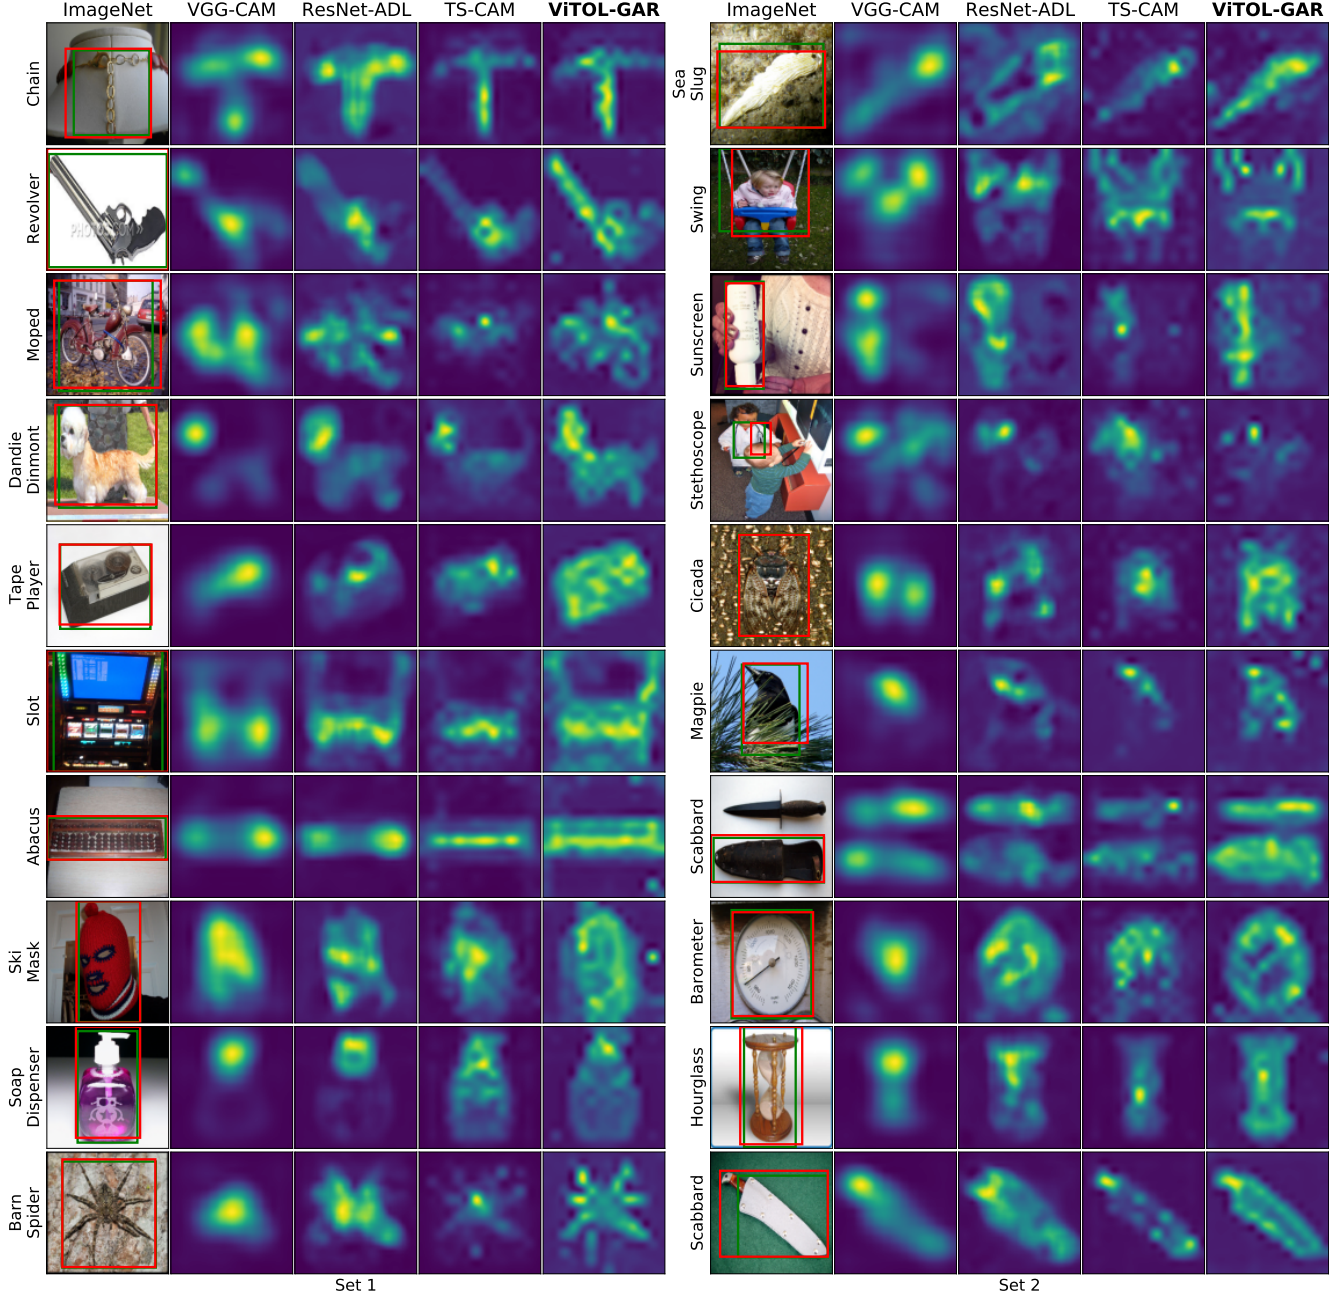 ImageNet VGG-CAM ResNet-ADL TS-CAM ViTOL-GAR
Chain
Revolver
Moped
Dandie
Dinmont
Tape
Player
Slot
Abacus
Ski
Mask
Soap
Dispenser
Barn
Spider
Set 1
ImageNet VGG-CAM ResNet-ADL TS-CAM ViTOL-GAR
Sea
Slug
Swing
Sunscreen
Stethoscope
Cicada
Magpie
Scabbard
Barometer
Hourglass
Scabbard
Set 2